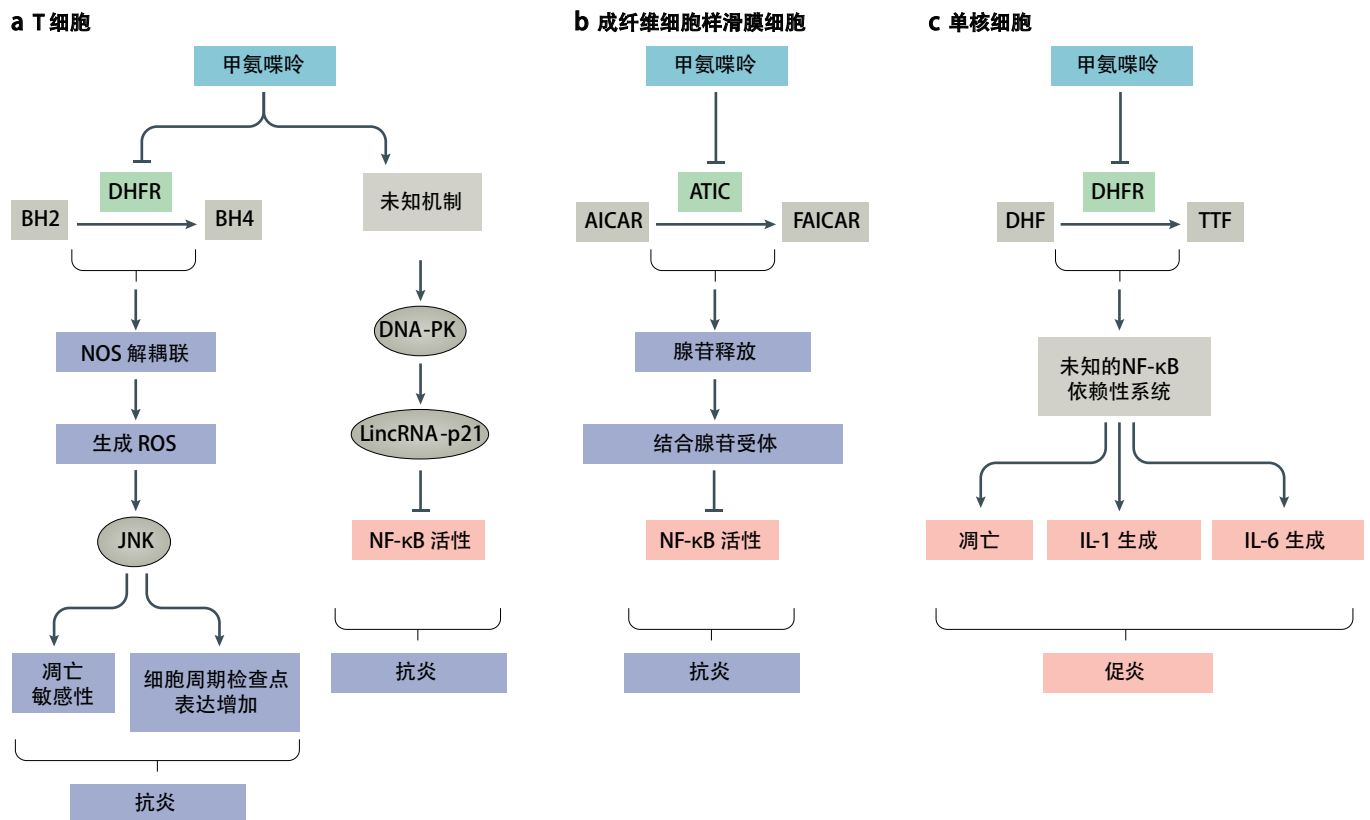 a T 细胞
甲氨喋呤
DHFR
BH2
BH4
NOS 解耦联
生成 ROS
JNK
凋亡
敏感性
细胞周期检查点
表达增加
抗炎
未知机制
DNA-PK
LincRNA-p21
NF-κB 活性
抗炎
b 成纤维细胞样滑膜细胞
甲氨喋呤
ATIC
AICAR
FAICAR
腺苷释放
结合腺苷受体
NF-κB 活性
抗炎
c 单核细胞
甲氨喋呤
DHFR
DHF
TTF
未知的NF-κB
依赖性系统
凋亡
IL-1 生成
IL-6 生成
促炎